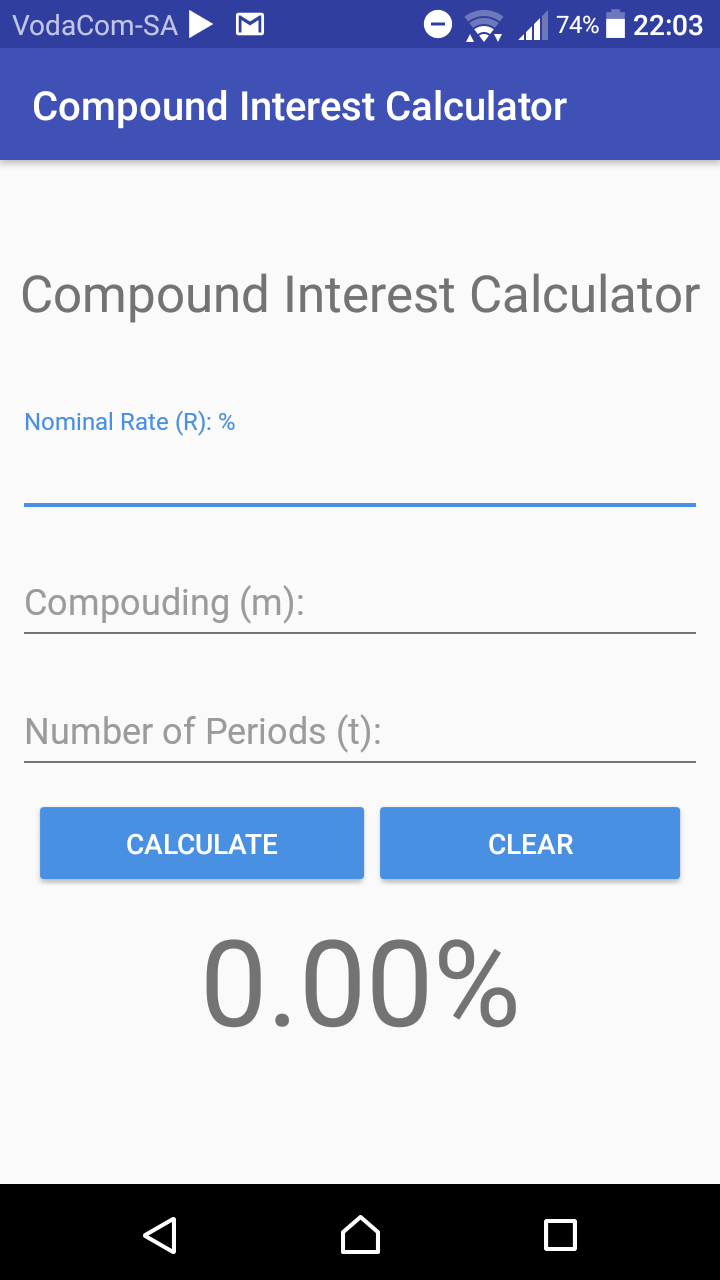 VodaCom-SA 74% 22:03
Compound Interest Calculator
Compound Interest Calculator
Nominal Rate (R): %
Compouding (m):
Number of Periods (t):
CALCULATE CLEAR
0.00%